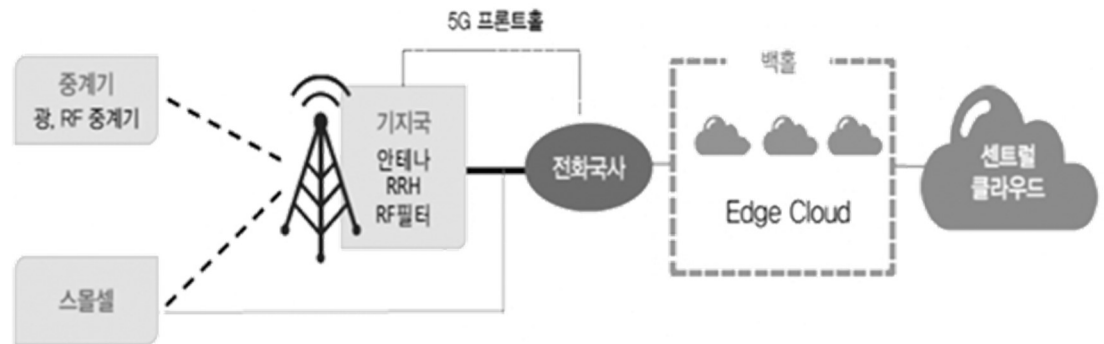 5G 프론트홀
중계기
광, RF 중계기
기지국
안테나
RRH
RF필터
전화국사
백홀
Edge Cloud
센트럴
클라우드
스몰셀